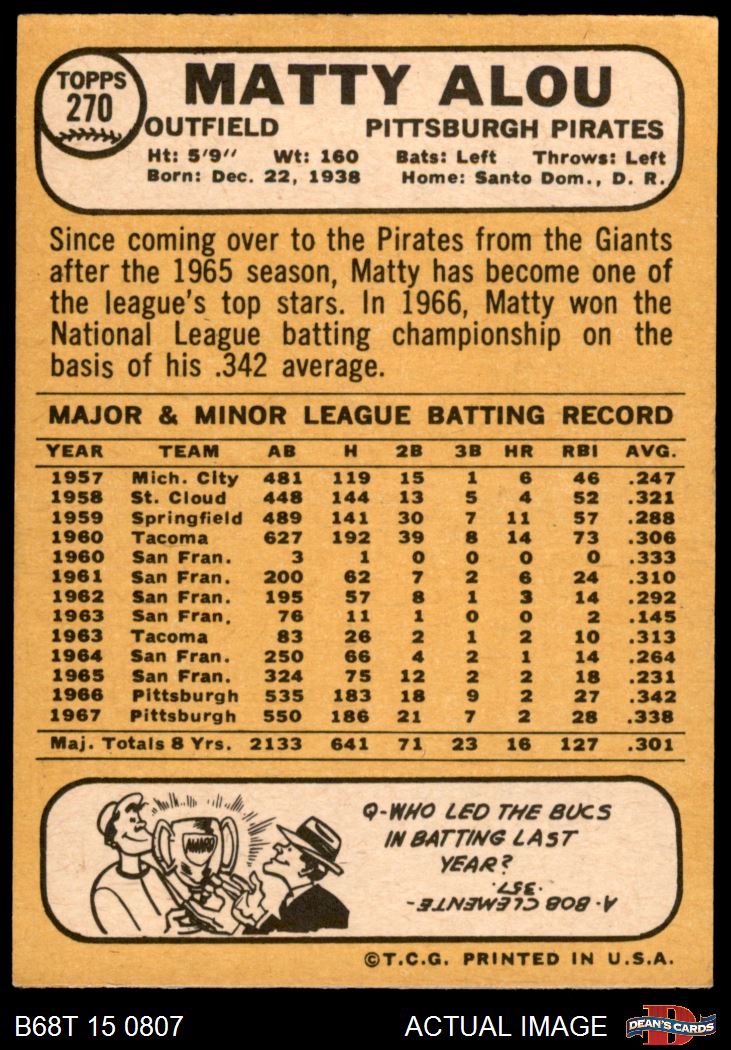 TOPPS
270
MATTY ALOU
OUTFIELD PITTSBURGH PIRATES
Ht: 5'9" Wt: 160 Bats: Left Throws: Left
Born: Dec. 22, 1938 Home: Santo Dom., D. R.
Since coming over to the Pirates from the Giants
after the 1965 season, Matty has become one of
the league's top stars. In 1966, Matty won the
National League batting championship on the
basis of his .342 average.
MAJOR & MINOR LEAGUE BATTING RECORD
YEAR TEAM AB H 2B 3B HR RBI AVG.
1957 Mich. City 481 119 15 1 6 46 .247
1958 St. Cloud 448 144 13 5 4 52 .321
1959 Springfield 489 141 30 7 11 57 .288
1960 Tacoma 627 192 39 8 14 73 .306
1960 San Fran. 3 1 0 0 0 0 .333
1961 San Fran. 200 62 7 2 6 24 .310
1962 San Fran. 195 57 8 1 3 14 .292
1963 San Fran. 76 11 1 0 0 2 .145
1963 Tacoma 83 26 2 1 2 10 .313
1964 San Fran. 250 66 4 2 1 14 .264
1965 San Fran. 324 75 12 2 2 18 .231
1966 Pittsburgh 535 183 18 9 2 27 .342
1967 Pittsburgh 550 186 21 7 2 28 .338
Maj. Totals 8 Yrs. 2133 641 71 23 16 127 .301
AWARD
Q-WHO LED THE BUCS
IN BATTING LAST
YEAR?
A-BOB CLEMENTE-
.357.
©T.C.G. PRINTED IN U.S.A.
B68T 15 0807 ACTUAL IMAGE
D
DEAN'S CARDS